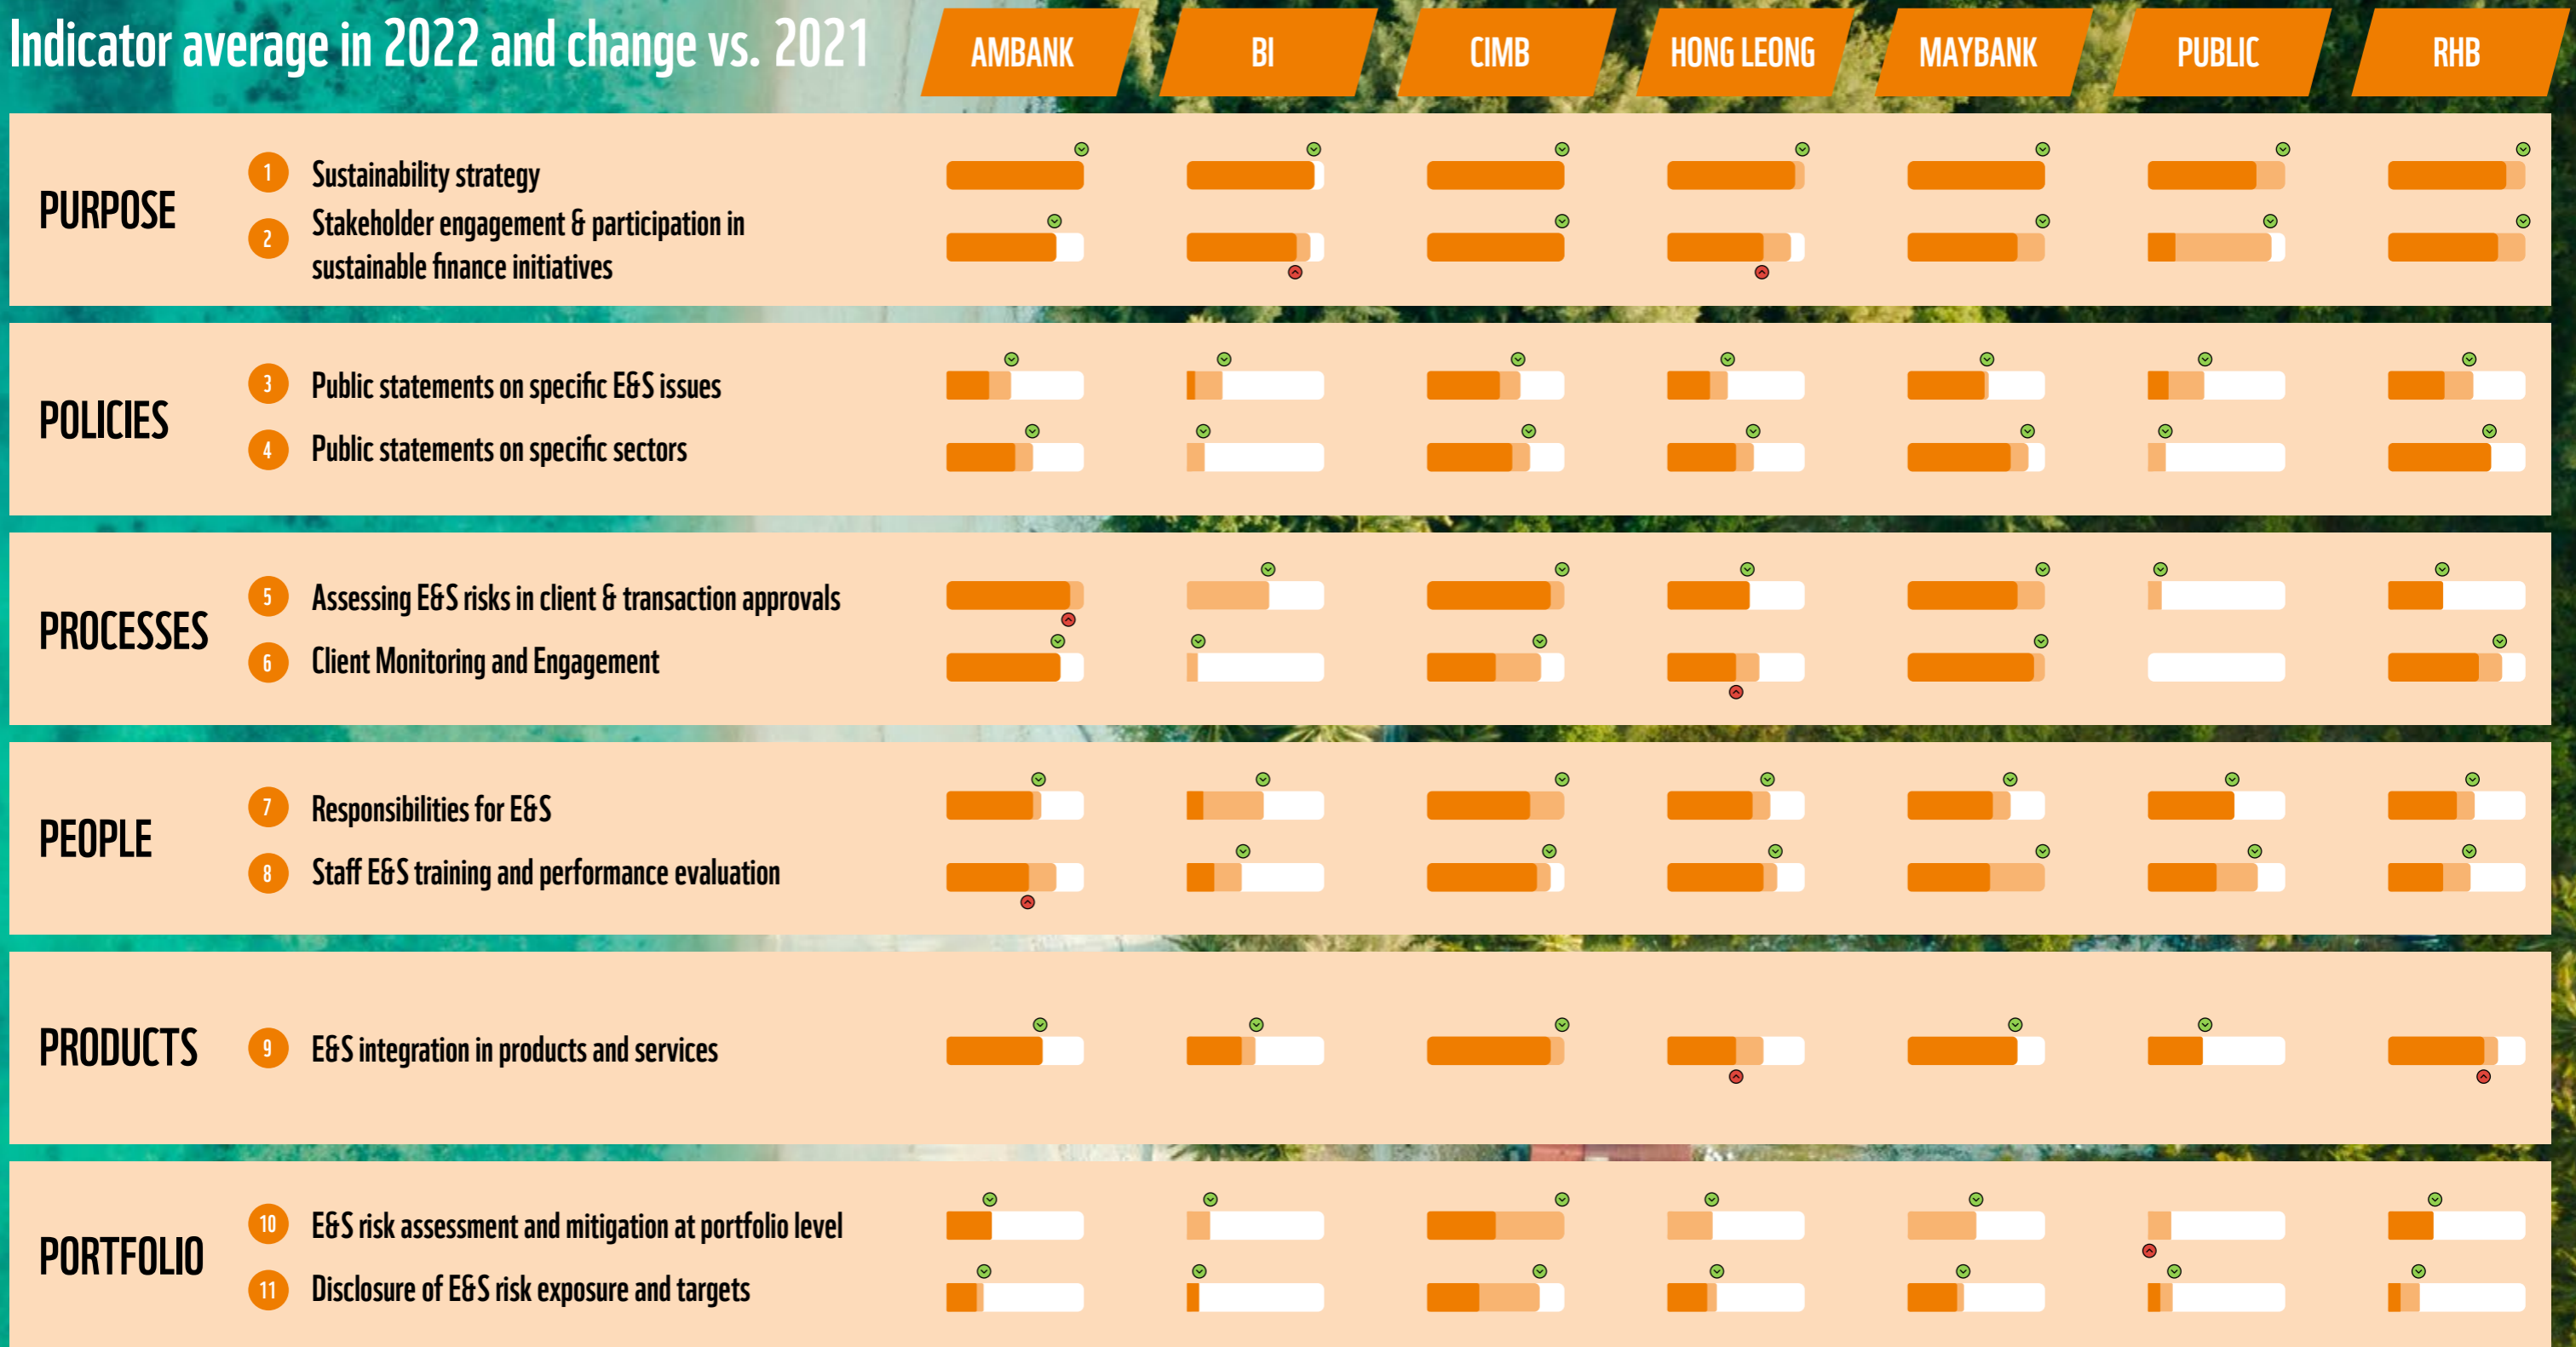 Indicator average in 2022 and change vs. 2021
AMBANK
BI
CIMB
HONG LEONG
MAYBANK
PUBLIC
RHB
PURPOSE
1 Sustainability strategy
2 Stakeholder engagement & participation in
sustainable finance initiatives
POLICIES
3 Public statements on specific E&S issues
4 Public statements on specific sectors
PROCESSES
5 Assessing E&S risks in client & transaction approvals
6 Client Monitoring and Engagement
PEOPLE
7 Responsibilities for E&S
8 Staff E&S training and performance evaluation
PRODUCTS
9 E&S integration in products and services
PORTFOLIO
10 E&S risk assessment and mitigation at portfolio level
11 Disclosure of E&S risk exposure and targets